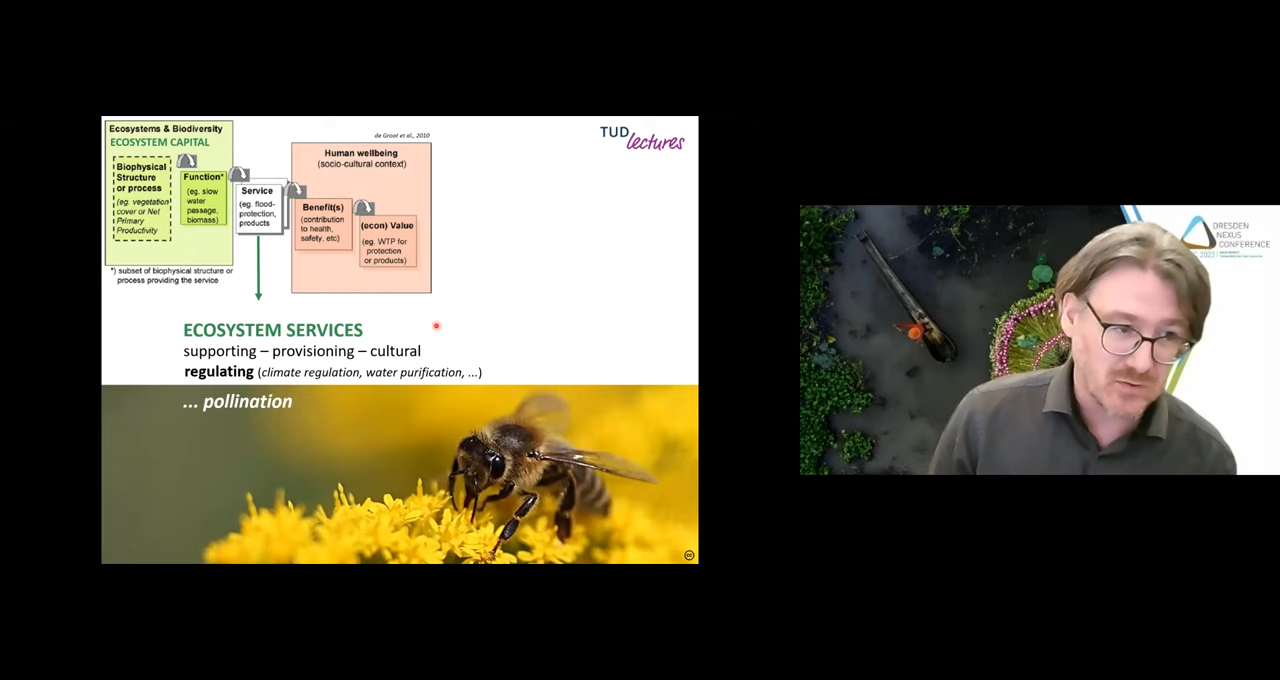 Ecosystems & Biodiversity
ECOSYSTEM CAPITAL
Biophysical
Structure
or process
(eg. vegetation
cover or Net
Primary
Productivity
Function*
(eg. slow
water
passage,
biomass)
Service
(eg. flood-
protection,
products
*) subset of biophysical structure or
process providing the service
de Groot et al., 2010
Human wellbeing
(socio-cultural context)
Benefit(s)
(contribution
to health,
safety, etc)
(econ) Value
(eg. WTP for
protection
or products)
TUD
lectures
ECOSYSTEM SERVICES
supporting – provisioning – cultural
regulating (climate regulation, water purification, ...)
... pollination
cc
DRESDEN
NEXUS
CONFERENCE
2022